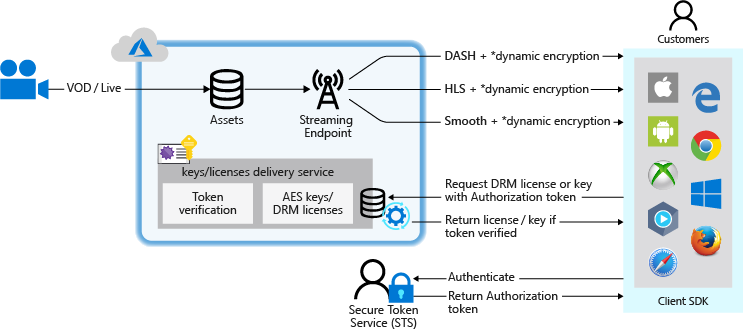 Customers
DASH + *dynamic encryption
VOD / Live
HLS + *dynamic encryption
Assets
Streaming
Endpoint
Smooth + *dynamic encryption
keys/licenses delivery service
Token
verification
AES keys/
DRM licenses
Request DRM license or key
with Authorization token
Return license / key if
token verified
Authenticate
Return Authorization
token
Secure Token
Service (STS)
Client SDK